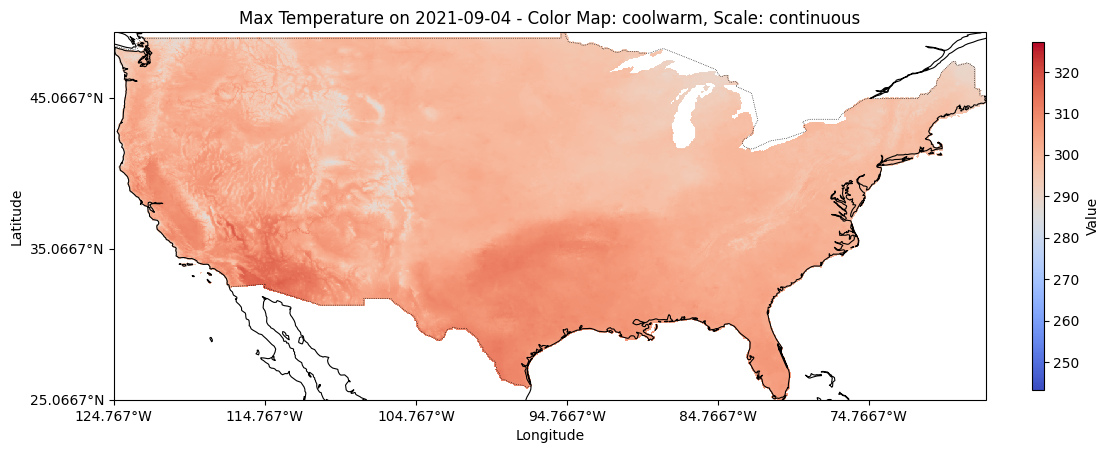 Max Temperature on 2021-09-04 - Color Map: coolwarm, Scale: continuous
45.0667°N
35.0667°N
25.0667°N
Latitude
124.767°W
114.767°W
104.7667°W
94.7667°W
84.7667°W
74.7667°W
Longitude
320
310
300
290
280
270
260
250
Value